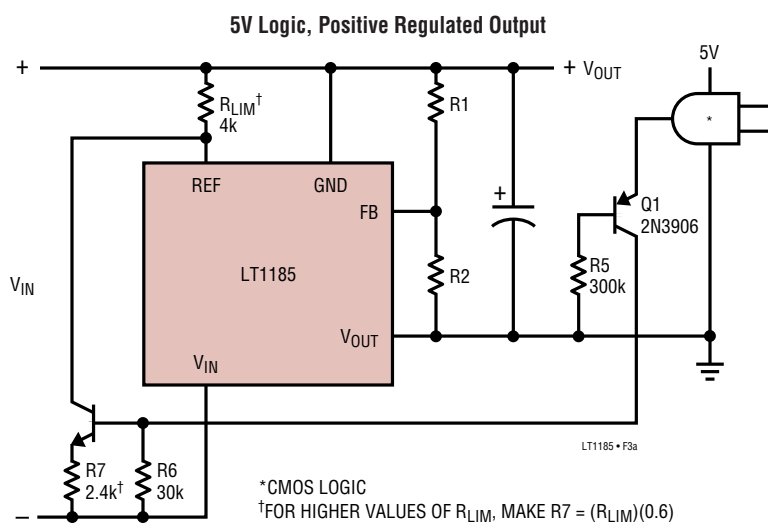 5V Logic, Positive Regulated Output
+
+ VOUT
5V
RLIM†
4k
R1
*
REF
GND
FB
+
Q1
2N3906
VIN
LT1185
R2
R5
300k
VOUT
VIN
LT1185 • F3a
R7
2.4k†
R6
30k
–
*CMOS LOGIC
†FOR HIGHER VALUES OF RLIM, MAKE R7 = (RLIM)(0.6)